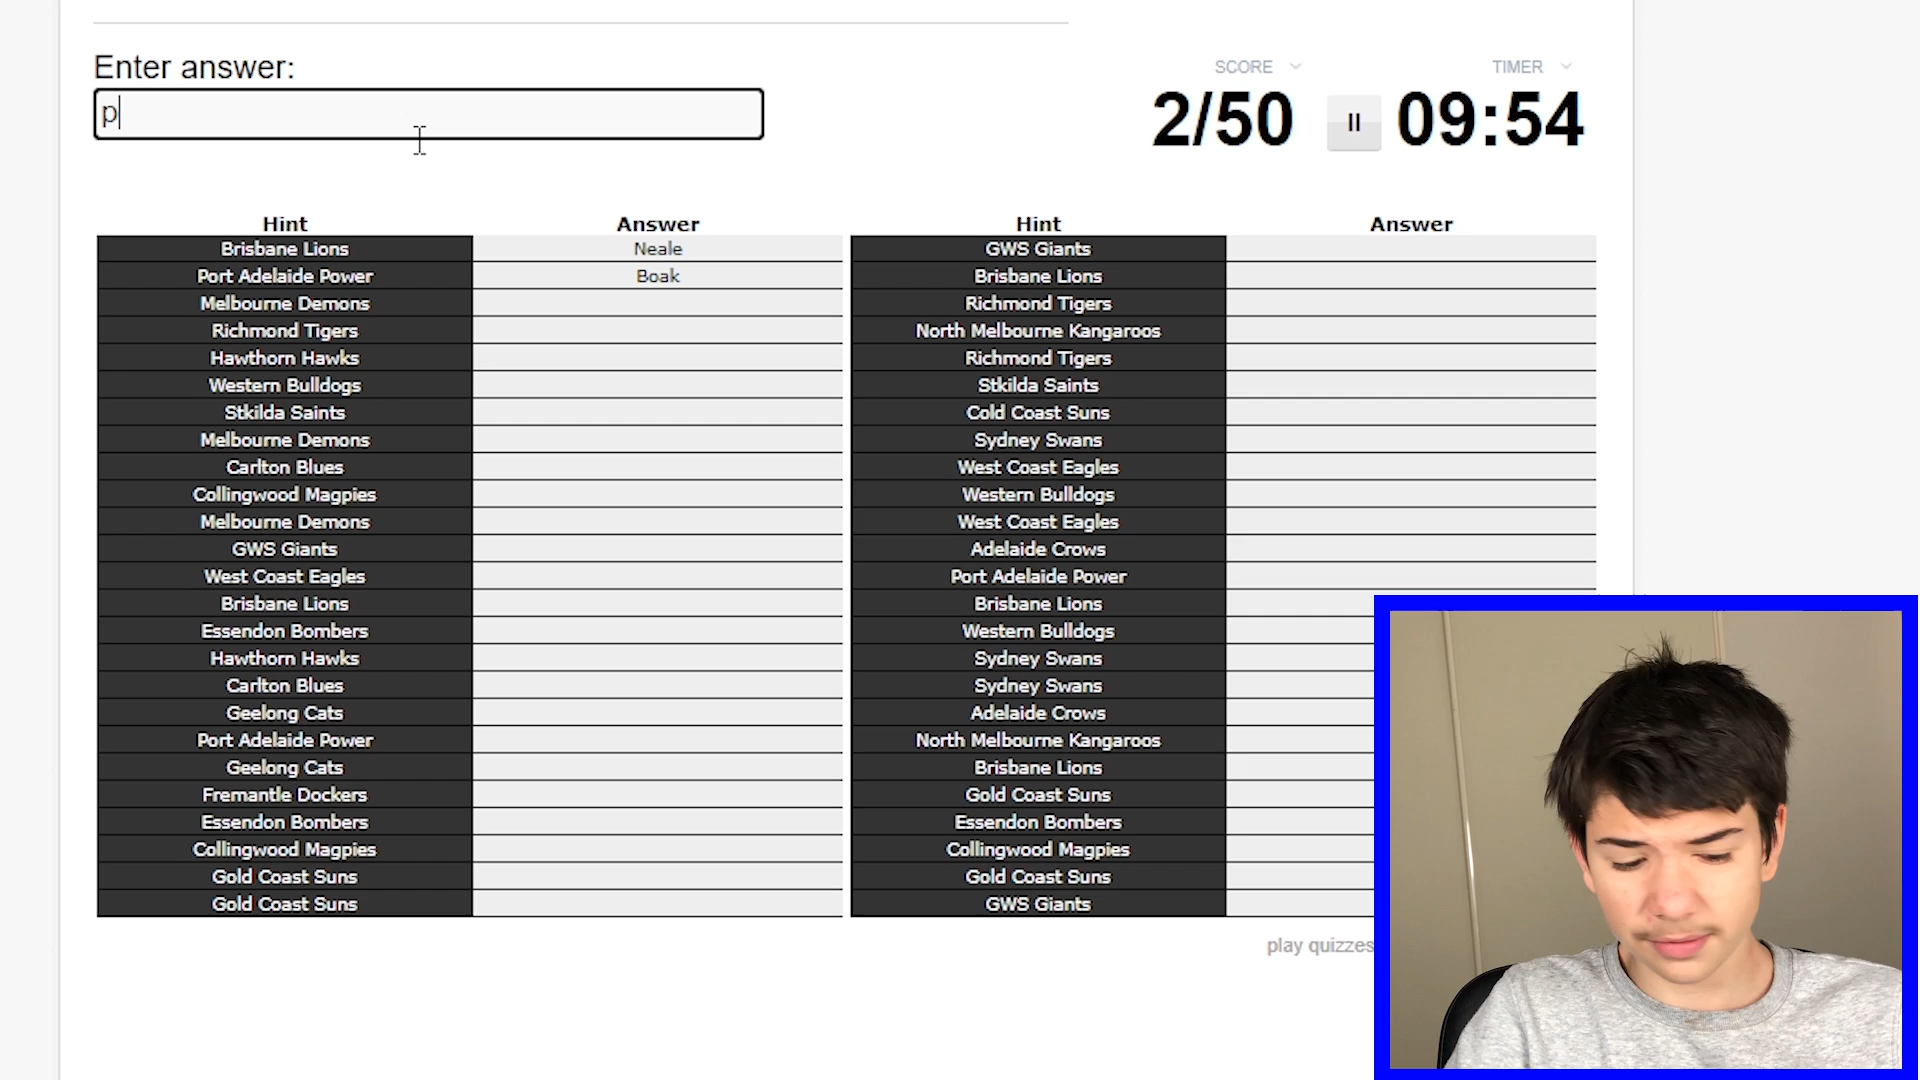 Enter answer:
p
SCORE
TIMER
2/50
09:54
Hint Answer Hint Answer
Brisbane Lions Neale GWS Giants
Port Adelaide Power Boak Brisbane Lions
Melbourne Demons Richmond Tigers
Richmond Tigers North Melbourne Kangaroos
Hawthorn Hawks Richmond Tigers
Western Bulldogs Stkilda Saints
Stkilda Saints Cold Coast Suns
Melbourne Demons Sydney Swans
Carlton Blues West Coast Eagles
Collingwood Magpies Western Bulldogs
Melbourne Demons West Coast Eagles
GWS Giants Adelaide Crows
West Coast Eagles Port Adelaide Power
Brisbane Lions Brisbane Lions
Essendon Bombers Western Bulldogs
Hawthorn Hawks Sydney Swans
Carlton Blues Sydney Swans
Geelong Cats Adelaide Crows
Port Adelaide Power North Melbourne Kangaroos
Geelong Cats Brisbane Lions
Fremantle Dockers Gold Coast Suns
Essendon Bombers Essendon Bombers
Collingwood Magpies Collingwood Magpies
Gold Coast Suns Gold Coast Suns
Gold Coast Suns GWS Giants
play quizzes